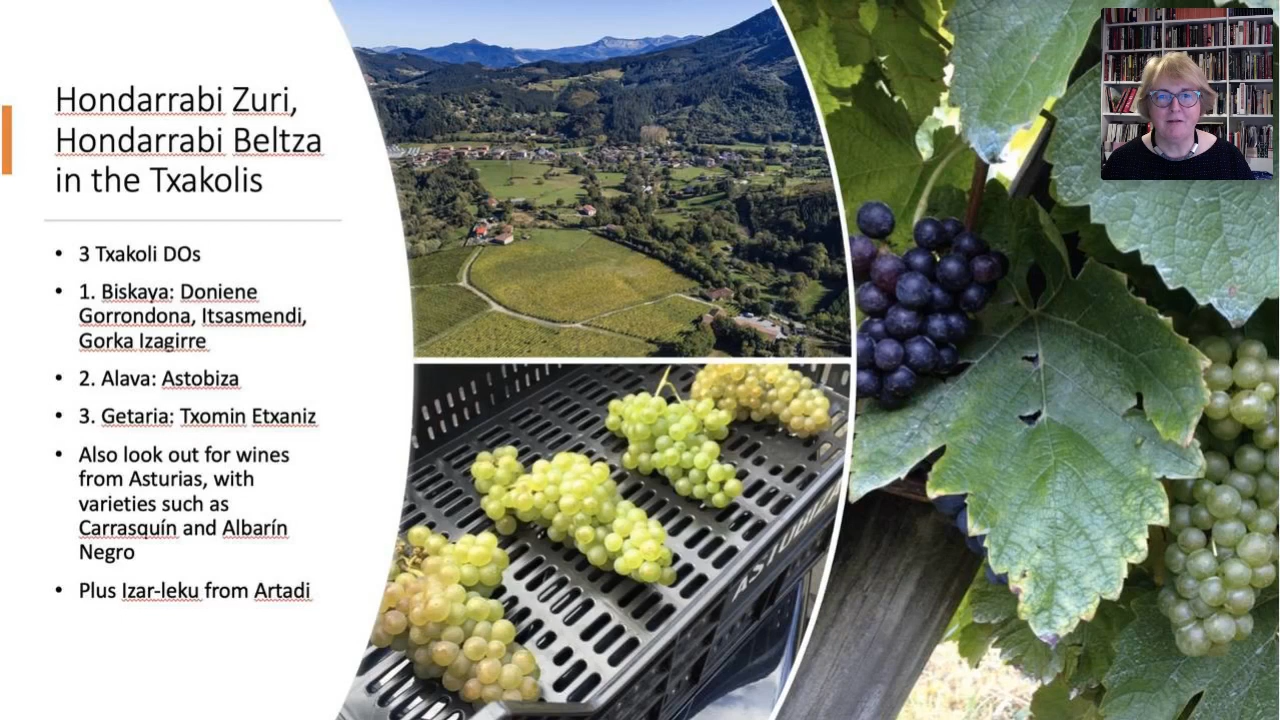 Hondarrabi Zuri,
Hondarrabi Beltza
in the Txakolis
• 3 Txakoli DOs
• 1. Biskaya: Doniene
Gorrondona, Itsasmendi,
Gorka Izagirre
• 2. Alava: Astobiza
• 3. Getaria: Txomin Etxaniz
• Also look out for wines
from Asturias, with
varieties such as
Carrasquín and Albarín
Negro
• Plus Izar-leku from Artadi